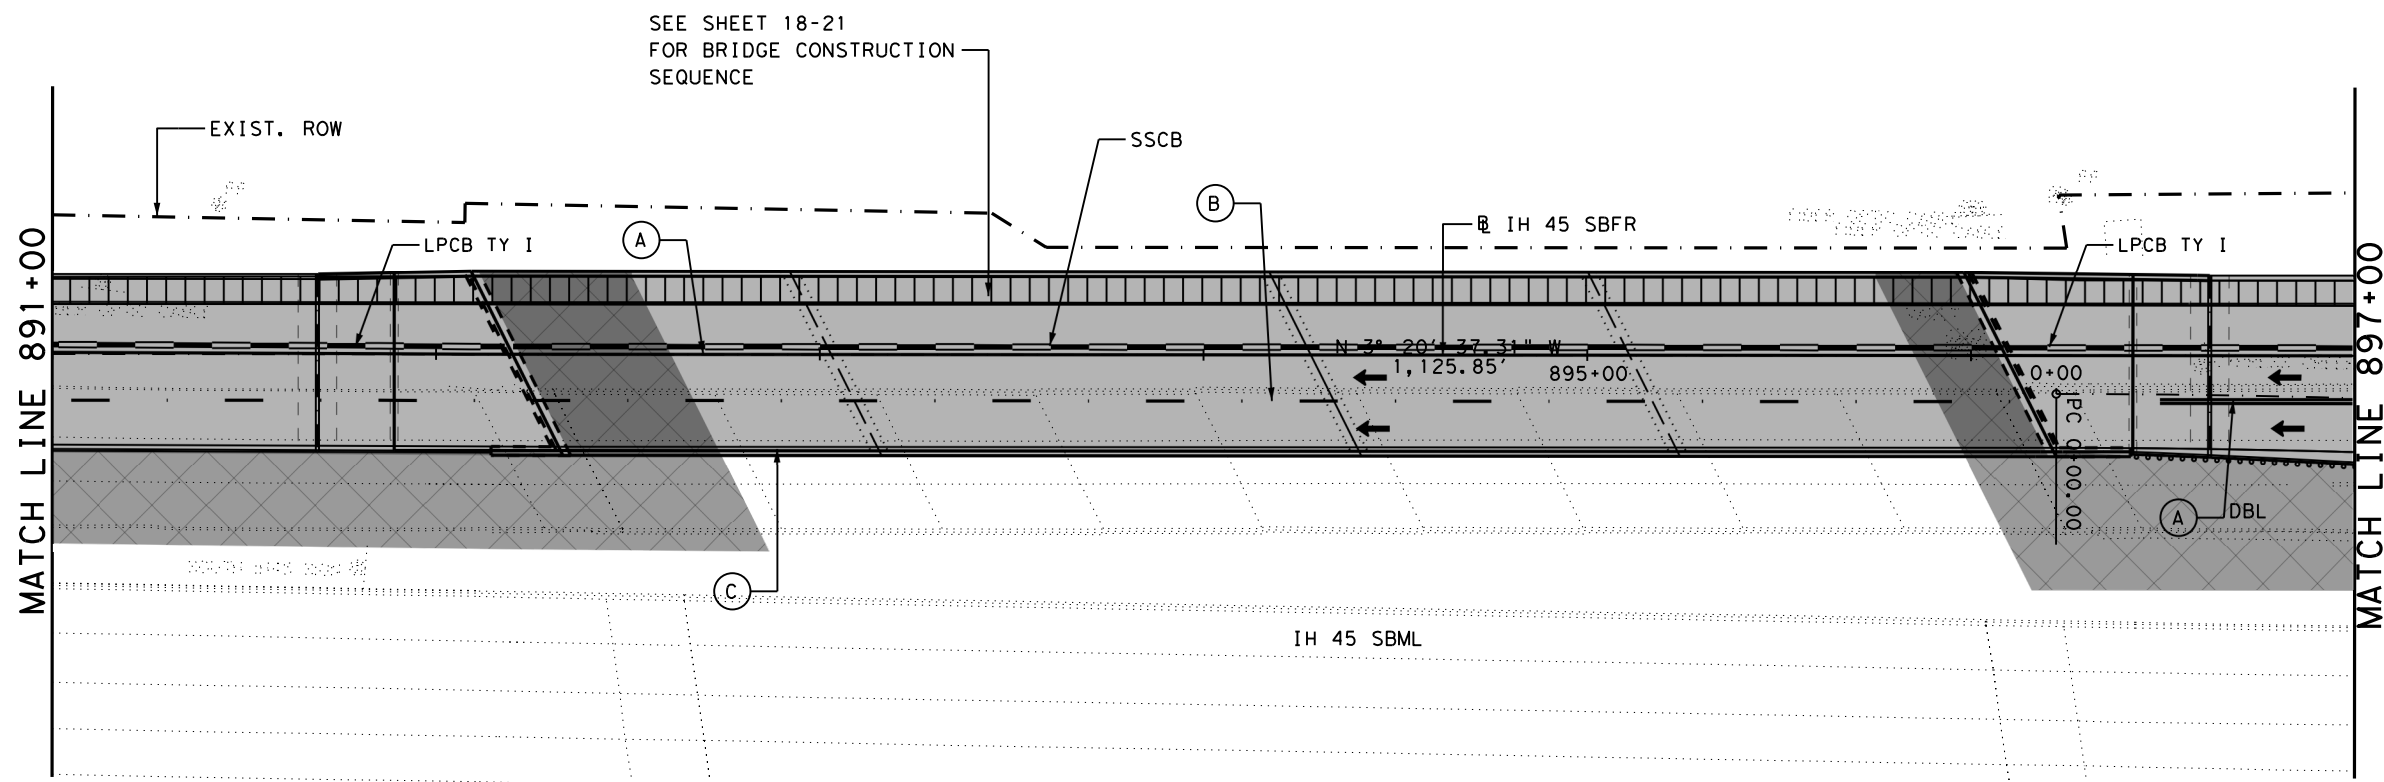 SEE SHEET 18-21
FOR BRIDGE CONSTRUCTION
SEQUENCE
EXIST. ROW
SSCB
B
B IH 45 SBFR
A
LPCB TY I
LPCB TY I
MATCH LINE 891+00
MATCH LINE 897+00
N 3° 20' 37.31" W
1,125.85'
895+00
0+00
PC 0+00.00
A
DBL
C
IH 45 SBML